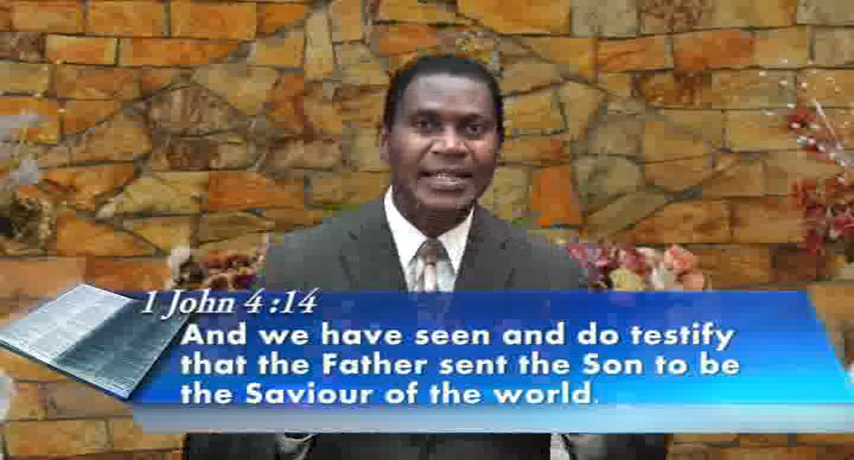 1 John 4:14
And we have seen and do testify
that the Father sent the Son to be
the Saviour of the world.